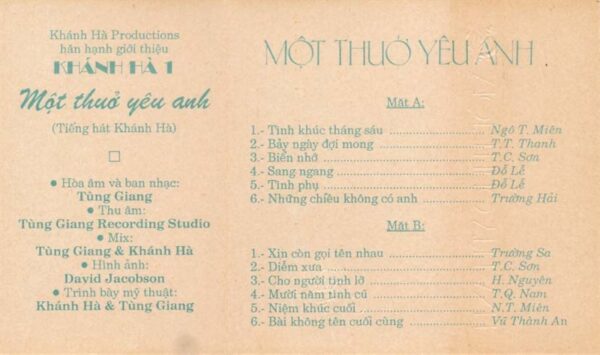 Khánh Hà Productions
hân hạnh giới thiệu
KHÁNH HÀ 1
Một thuở yêu anh
(Tiếng hát Khánh Hà)
● Hòa âm và ban nhạc:
Tùng Giang
● Thu âm:
Tùng Giang Recording Studio
● Mix:
Tùng Giang & Khánh Hà
● Hình ảnh:
David Jacobson
● Trình bày mỹ thuật:
Khánh Hà & Tùng Giang
MỘT THUỞ YÊU ANH
Mặt A:
1.- Tình khúc tháng sáu ........ Ngô T. Miên
2.- Bảy ngày đợi mong ........ T.T. Thanh
3.- Biển nhớ ........ T.C. Sơn
4.- Sang ngang ........ Đỗ Lễ
5.- Tình phụ ........ Đỗ Lễ
6.- Những chiều không có anh ........ Trường Hải
Mặt B:
1.- Xin còn gọi tên nhau ........ Trường Sa
2.- Diễm xưa ........ T.C. Sơn
3.- Cho người tình lỡ ........ H. Nguyên
4.- Mười năm tình cũ ........ T.Q. Nam
5.- Niệm khúc cuối ........ N.T. Miên
6.- Bài không tên cuối cùng ........ Vũ Thành An